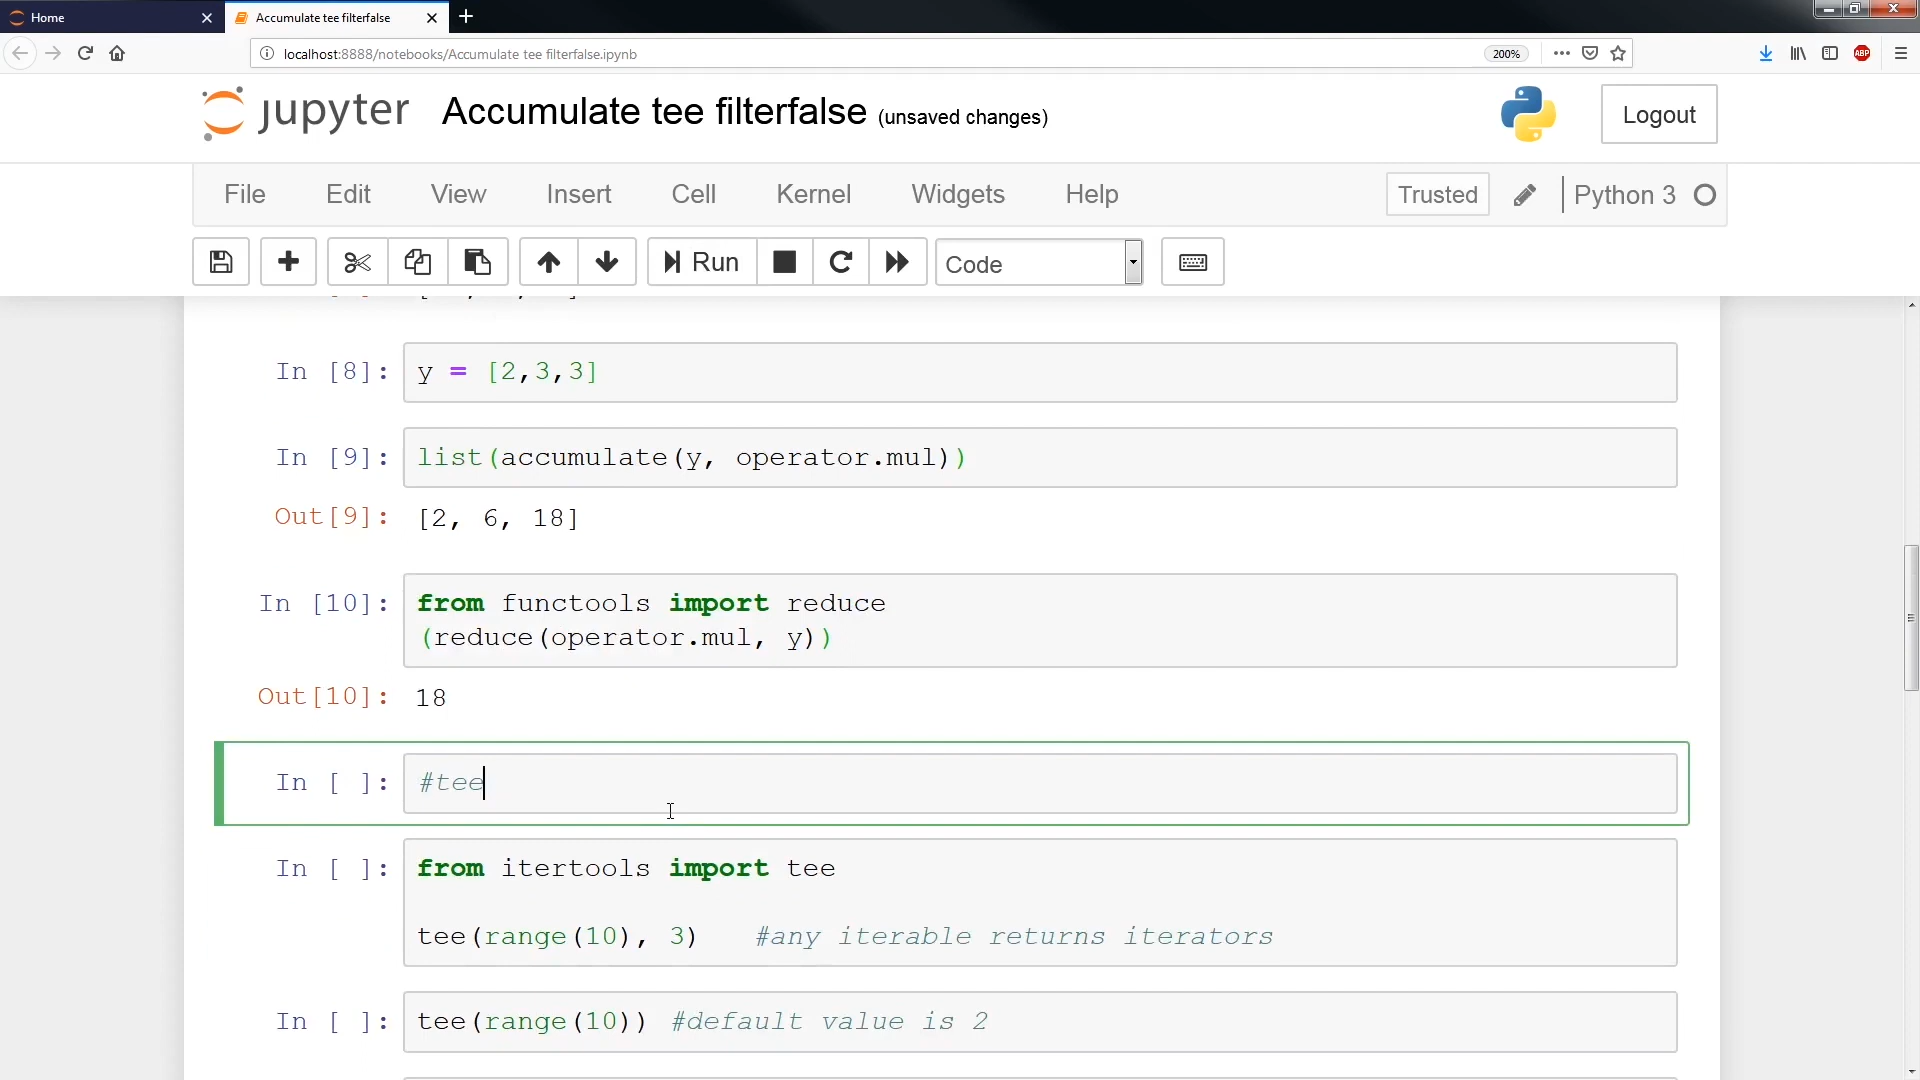 Home
Accumulate tee filterfalse
localhost:8888/notebooks/Accumulate tee filterfalse.ipynb
200%
ABP
jupyter Accumulate tee filterfalse (unsaved changes)
Logout
File Edit View Insert Cell Kernel Widgets Help
Trusted
Python 3
Run
Code
In [8]: y = [2,3,3]
In [9]: list(accumulate(y, operator.mul))
Out[9]: [2, 6, 18]
In [10]: from functools import reduce
(reduce(operator.mul, y))
Out[10]: 18
In [ ]: #tee
In [ ]: from itertools import tee
tee(range(10), 3) #any iterable returns iterators
In [ ]: tee(range(10)) #default value is 2